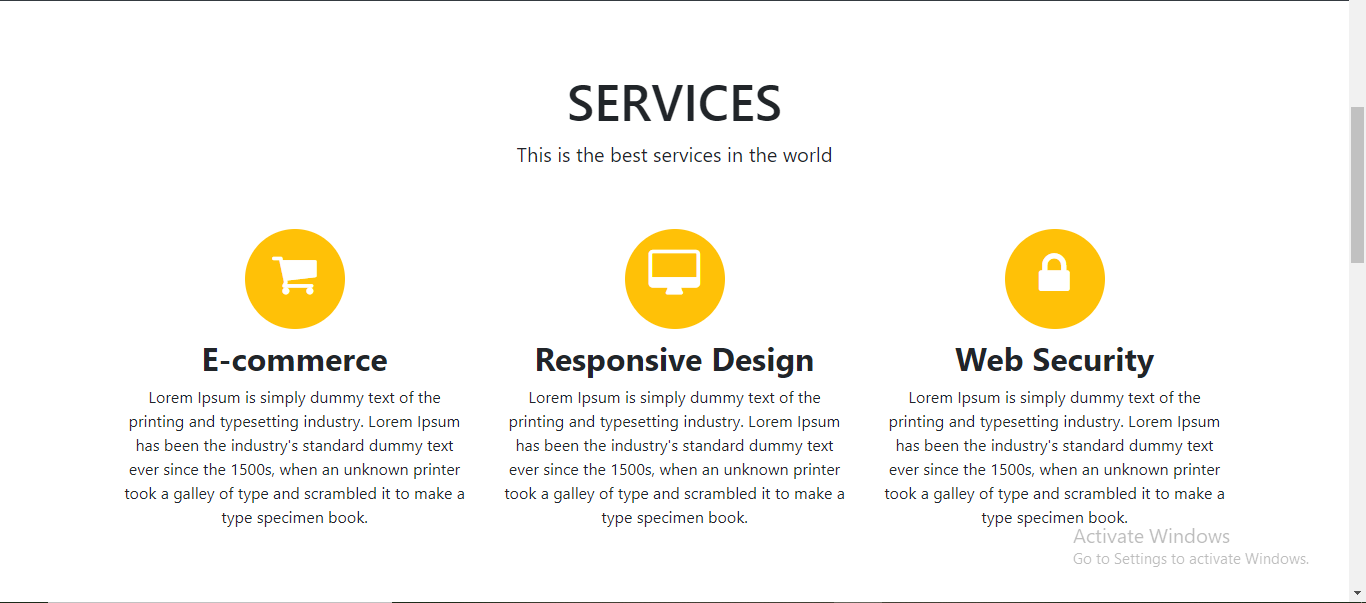 SERVICES
This is the best services in the world
E-commerce
Lorem Ipsum is simply dummy text of the
printing and typesetting industry. Lorem Ipsum
has been the industry's standard dummy text
ever since the 1500s, when an unknown printer
took a galley of type and scrambled it to make a
type specimen book.
Responsive Design
Lorem Ipsum is simply dummy text of the
printing and typesetting industry. Lorem Ipsum
has been the industry's standard dummy text
ever since the 1500s, when an unknown printer
took a galley of type and scrambled it to make a
type specimen book.
Web Security
Lorem Ipsum is simply dummy text of the
printing and typesetting industry. Lorem Ipsum
has been the industry's standard dummy text
ever since the 1500s, when an unknown printer
took a galley of type and scrambled it to make a
type specimen book.
Activate Windows
Go to Settings to activate Windows.